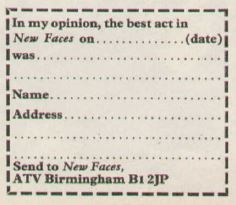 In my opinion, the best act in
New Faces on..............(date)
was..............................
.................................
Name.............................
Address..........................
.................................
.................................
Send to New Faces,
ATV Birmingham B1 2JP